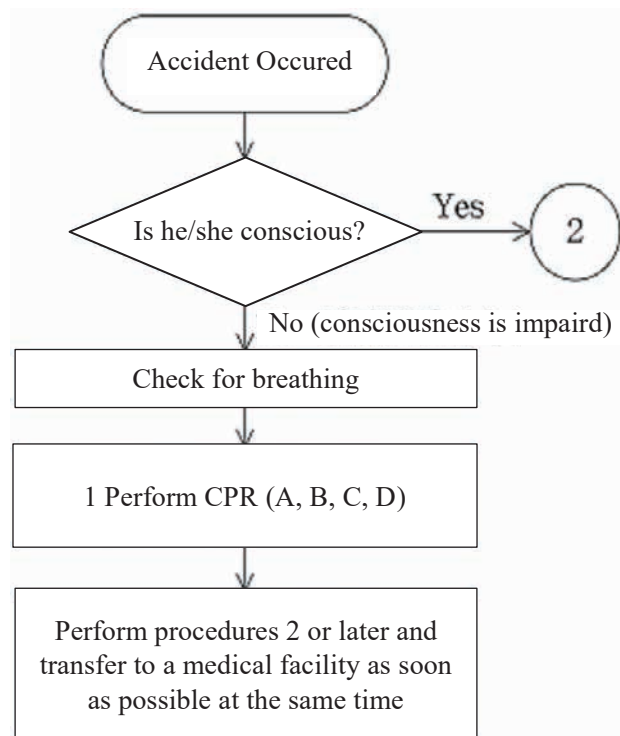 Accident Occured
Is he/she conscious?
Yes
2
No (consciousness is impaird)
Check for breathing
1 Perform CPR (A, B, C, D)
Perform procedures 2 or later and
transfer to a medical facility as soon
as possible at the same time